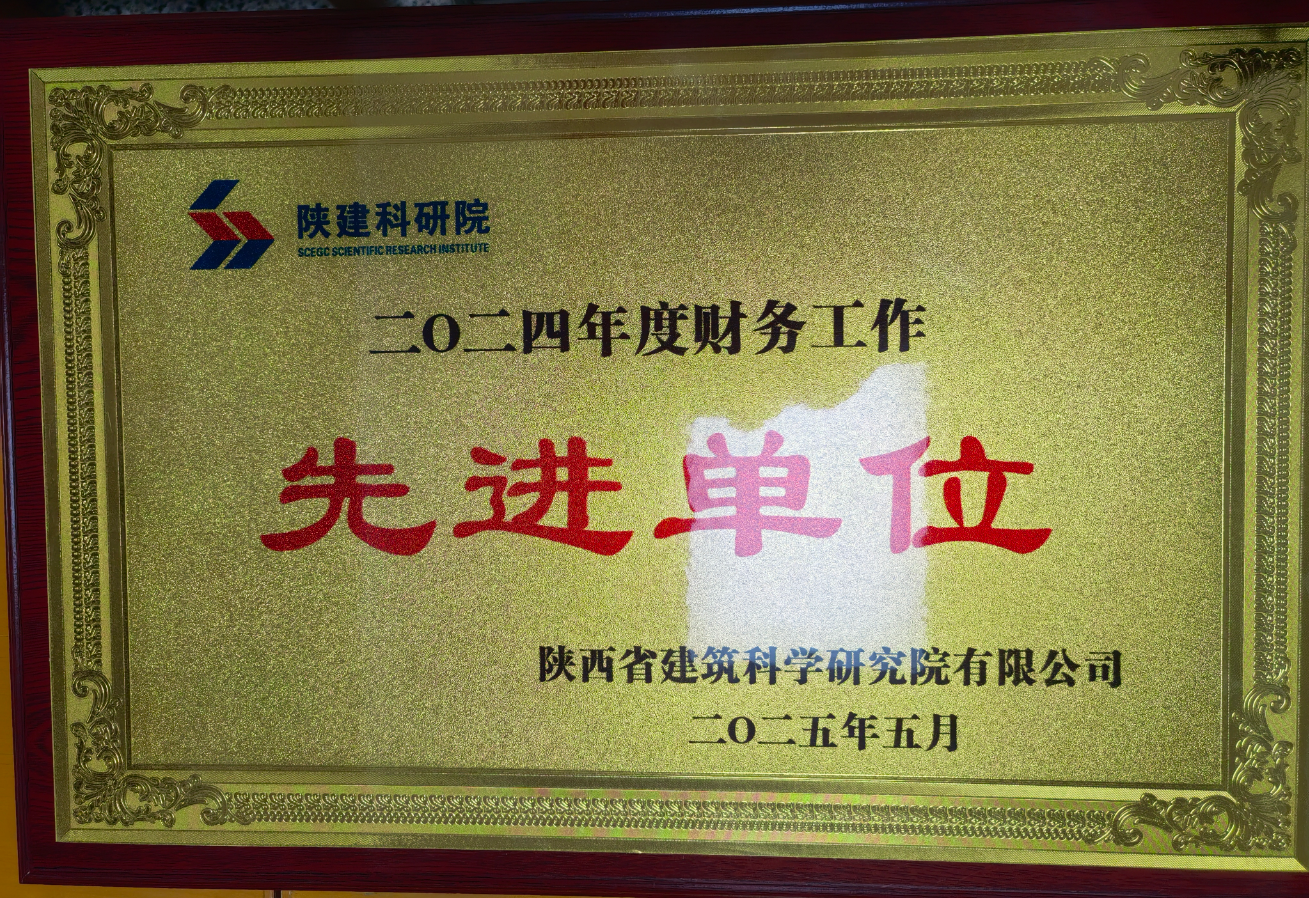 陕建科研院
SCEGC SCIENTIFIC RESEARCH INSTITUTE
二O二四年度财务工作
先进单位
陕西省建筑科学研究院有限公司
二O二五年五月